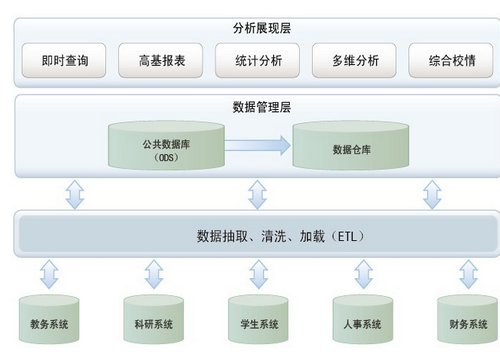 分析展现层
即时查询
高基报表
统计分析
多维分析
综合校情
数据管理层
公共数据库
（ODS）
数据仓库
数据抽取、清洗、加载（ETL）
教务系统
科研系统
学生系统
人事系统
财务系统